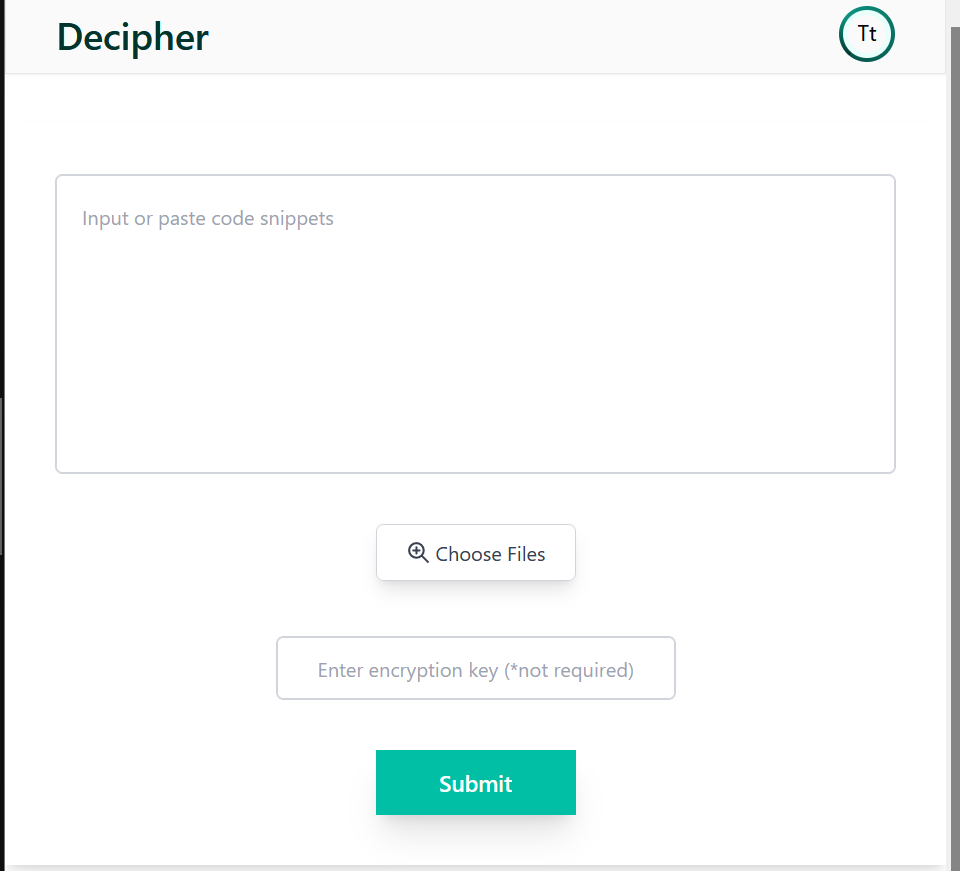 Decipher
Tt
Input or paste code snippets
Choose Files
Enter encryption key (*not required)
Submit